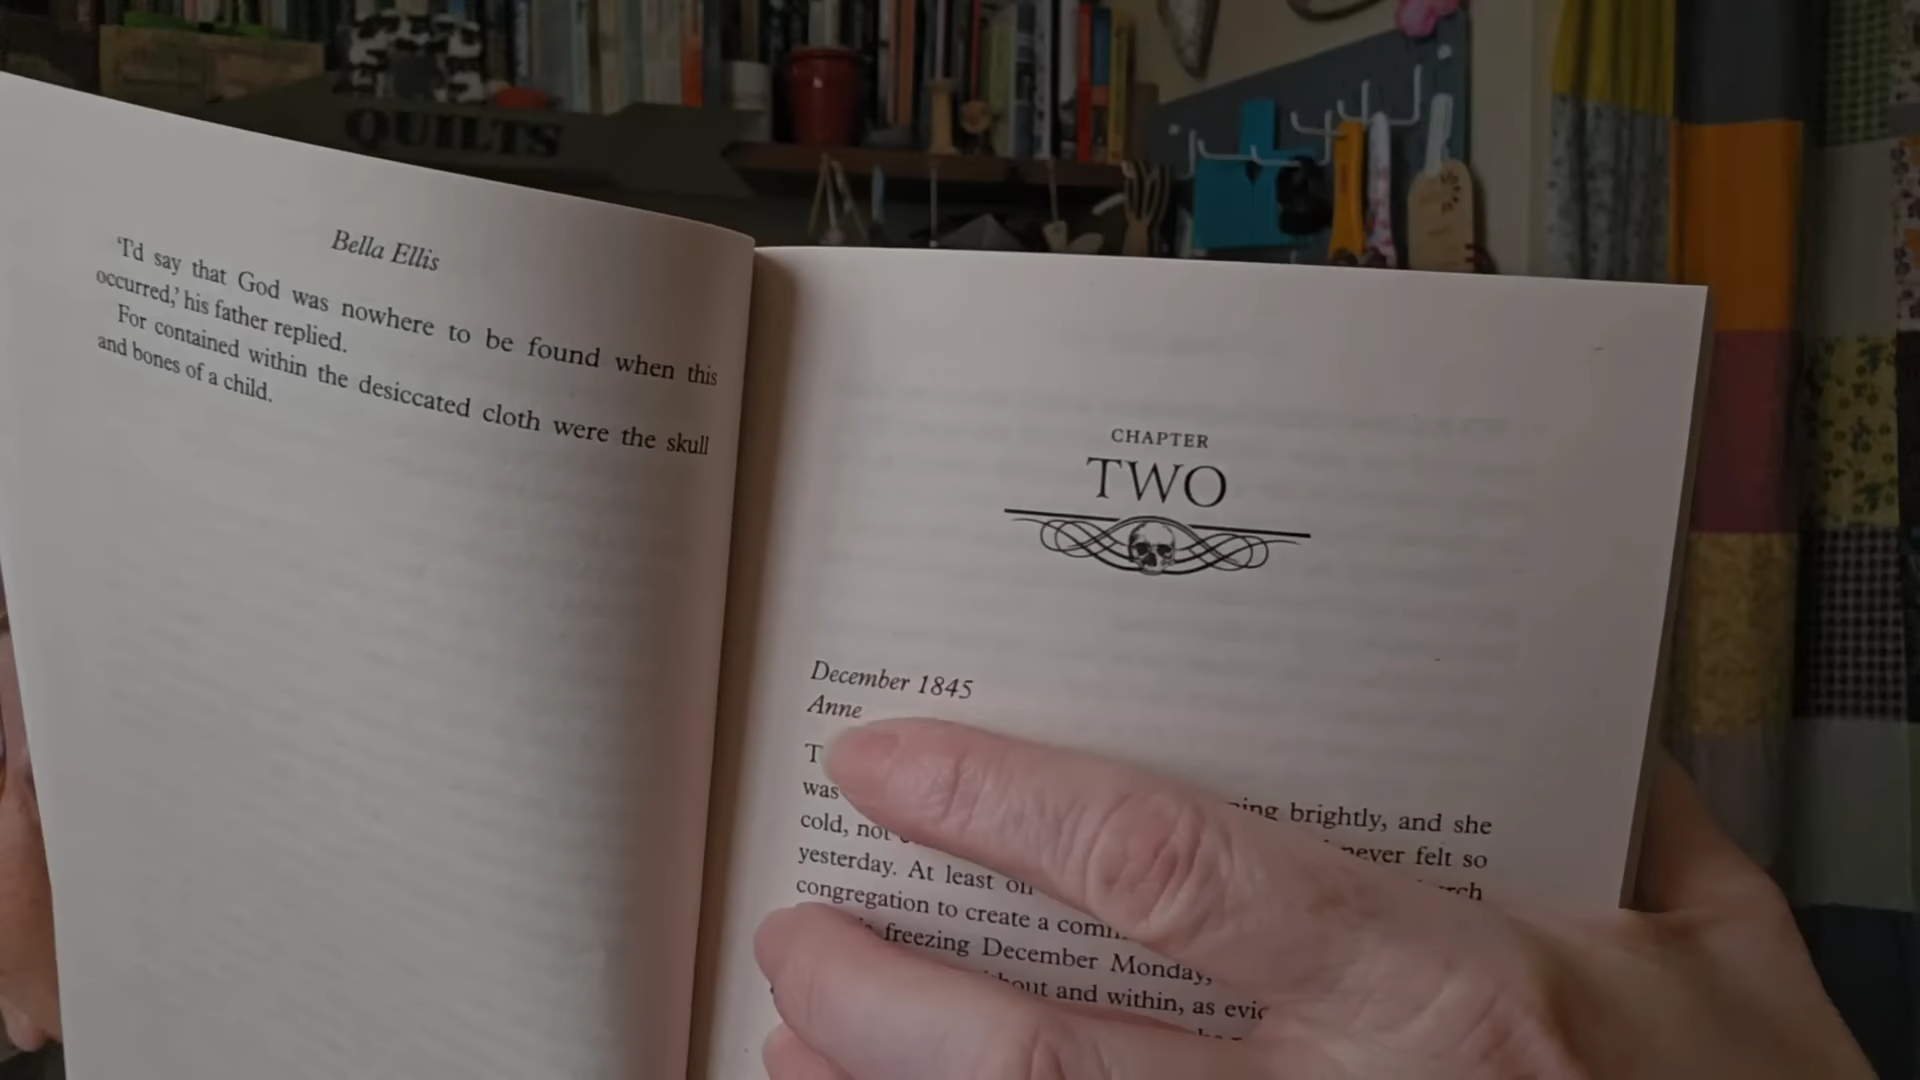 QUILTS
Bella Ellis
‘I'd say that God was nowhere to be found when this
occurred,’ his father replied.
For contained within the desiccated cloth were the skull
and bones of a child.
CHAPTER
TWO
December 1845
Anne
was brightly, and she
cold, never felt so
yesterday. At least
congregation to create a
freezing December Monday,
and within, as